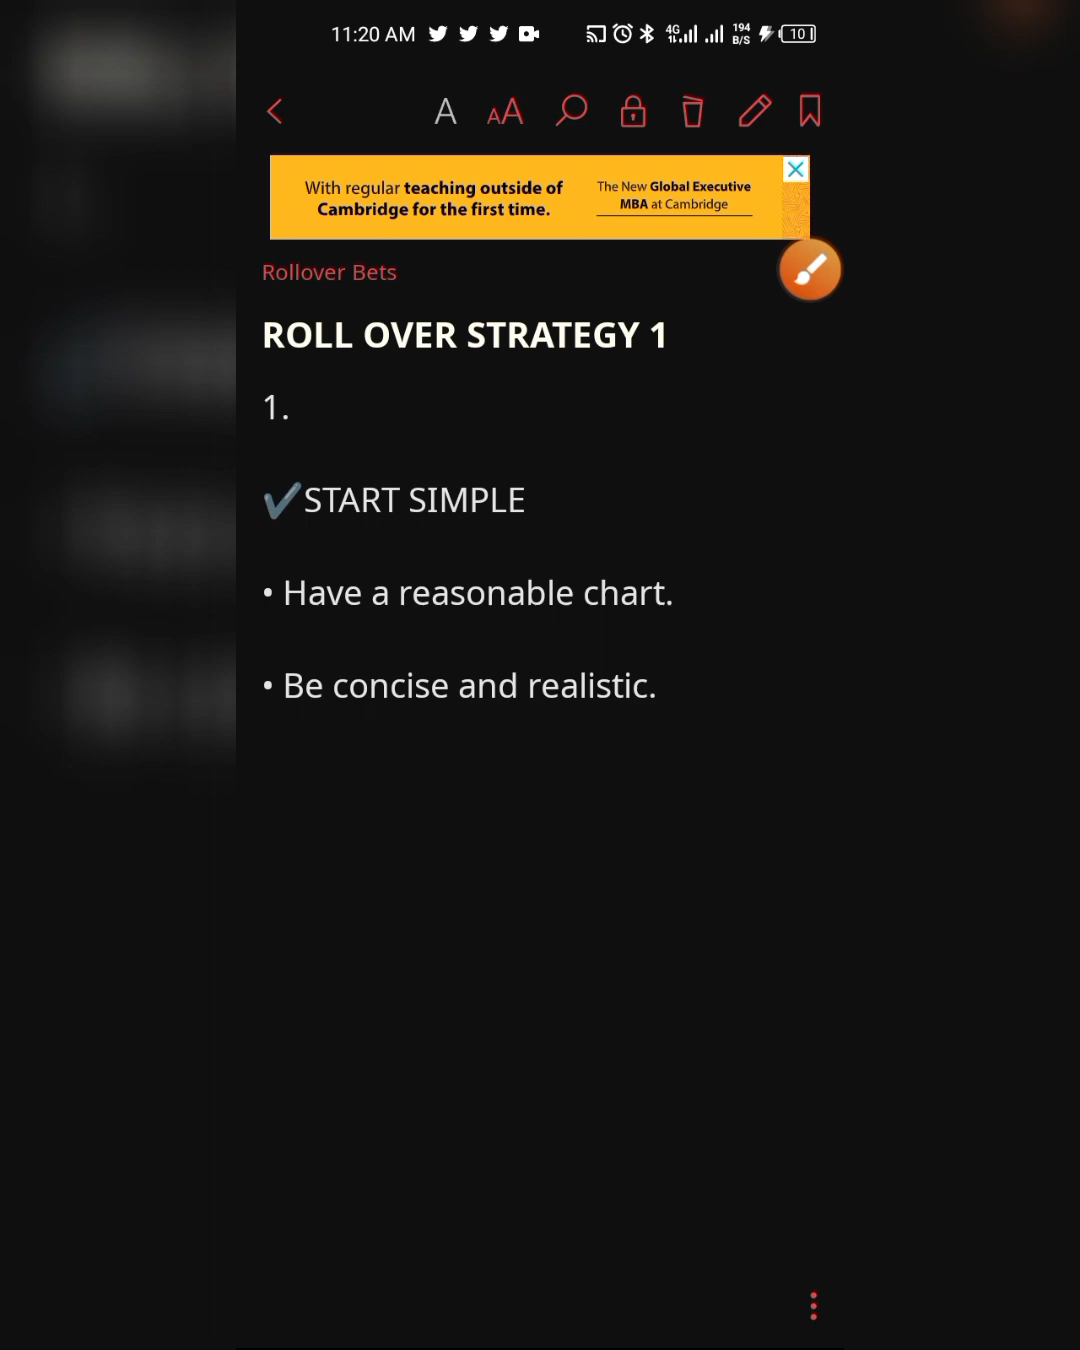 11:20 AM 4G 194 B/S 10
A AA
With regular teaching outside of
Cambridge for the first time.
The New Global Executive
MBA at Cambridge
Rollover Bets
ROLL OVER STRATEGY 1
1.
✔START SIMPLE
• Have a reasonable chart.
• Be concise and realistic.